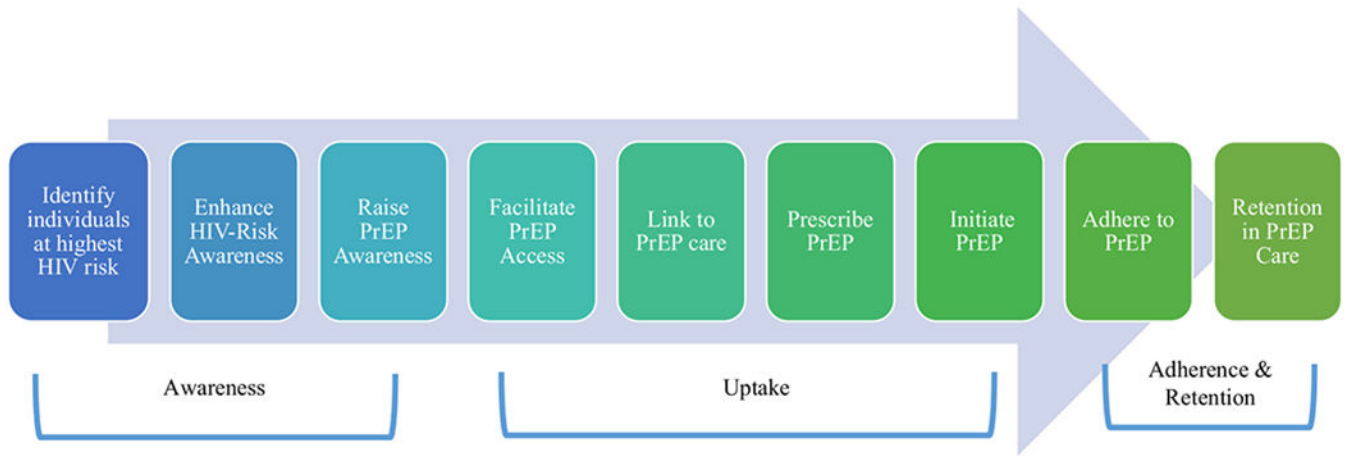 Identify
individuals
at highest
HIV risk
Enhance
HIV-Risk
Awareness
Raise
PrEP
Awareness
Facilitate
PrEP
Access
Link to
PrEP care
Prescribe
PrEP
Initiate
PrEP
Adhere to
PrEP
Retention
in PrEP
Care
Awareness
Uptake
Adherence &
Retention